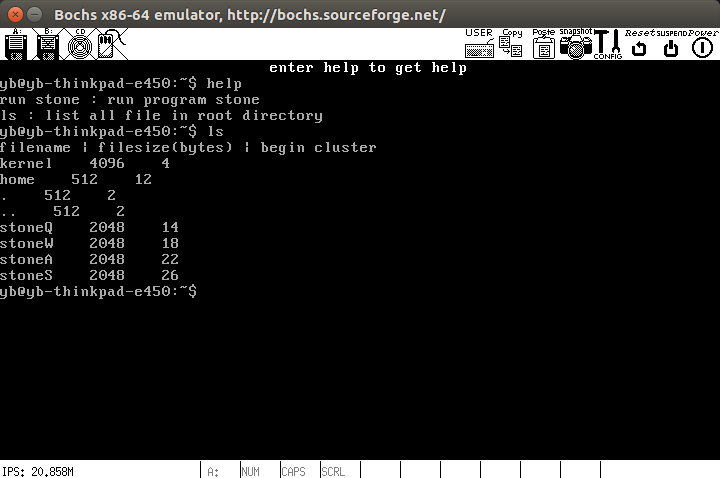 Bochs x86-64 emulator, http://bochs.sourceforge.net/
A: B: CD USER Copy Paste snapshot CONFIG Reset SUSPEND Power
enter help to get help
yb@yb-thinkpad-e450:~$ help
run stone : run program stone
ls : list all file in root directory
yb@yb-thinkpad-e450:~$ ls
filename | filesize(bytes) | begin cluster
kernel 4096 4
home 512 12
. 512 2
.. 512 2
stoneQ 2048 14
stoneW 2048 18
stoneA 2048 22
stoneS 2048 26
yb@yb-thinkpad-e450:~$
IPS: 20.858M A: NUM CAPS SCRL